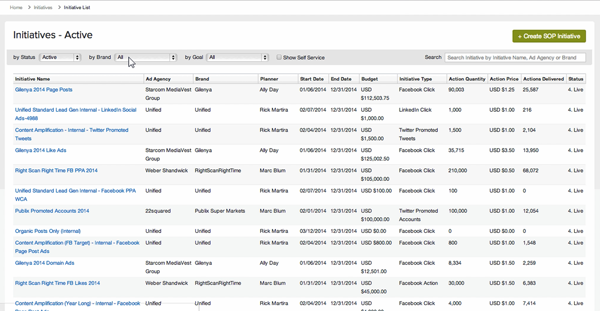 Home > Initiatives > Initiative List
Initiatives - Active
+ Create SOP Initiative
by Status Active by Brand All by Goal All Show Self Service Search Search Initiative by Initiative Name, Ad Agency or Brand
Initiative Name Ad Agency Brand Planner Start Date End Date Budget Initiative Type Action Quantity Action Price Actions Delivered Status
Glenya 2014 Page Posts Starcom MediaVest Glenya Ally Day 01/06/2014 12/31/2014 USD Facebook Click 90,003 USD $1.25 25,587 4. Live
Group $112,503.75
Unified Standard Lead Gen Internal - LinkedIn Social Unified Unified Rick Martira 02/07/2014 12/31/2014 USD LinkedIn Click 1,000 USD $1.00 216 4. Live
Ads-4988 $1,000.00
Content Amplification - Internal - Twitter Promoted Unified Unified Rick Martira 02/04/2014 12/31/2014 USD Twitter Promoted 1,500 USD $1.00 2,104 4. Live
Tweets $1,500.00 Tweets
Glenya 2014 Like Ads Starcom MediaVest Glenya Ally Day 01/06/2014 12/31/2014 USD Facebook Click 35,715 USD $3.50 13,950 4. Live
Group $125,002.50
Right Scan Right Time FB PPA 2014 Weber Shandwick RightScanRightTime Marc Blum 01/31/2014 12/31/2014 USD Facebook Click 210,000 USD $0.50 68,072 4. Live
$105,000.00
Unified Standard Lead Gen Internal - Facebook PPA Unified Unified Rick Martira 02/07/2014 12/31/2014 USD $100.00 Facebook Click 100 USD $1.00 0 4. Live
WCA
Publix Promoted Accounts 2014 22squared Publix Super Markets Marc Blum 02/01/2014 12/31/2014 USD Twitter Promoted 100,000 USD $1.00 12,054 4. Live
$100,000.00 Accounts
Organic Posts Only (Internal) Unified Unified Rick Martira 03/12/2014 12/31/2014 USD $0.00 Facebook Click 0 USD $0.00 0 4. Live
Content Amplification (FB Target) - Internal - Facebook Unified Unified Rick Martira 02/04/2014 12/31/2014 USD $800.00 Facebook Click 800 USD $1.00 1,548 4. Live
Page Post Ads
Glenya 2014 Domain Ads Starcom MediaVest Glenya Ally Day 01/06/2014 12/31/2014 USD Facebook Click 8,334 USD $1.50 2,259 4. Live
Group $12,501.00
Right Scan Right Time FB Likes 2014 Weber Shandwick RightScanRightTime Marc Blum 01/31/2014 12/31/2014 USD Facebook Action 30,000 USD $1.50 6,383 4. Live
$45,000.00
Content Amplification (Year Long) - Internal - Facebook Unified Unified Rick Martira 02/04/2014 12/31/2014 USD Facebook Click 4,000 USD $1.00 7,414 4. Live